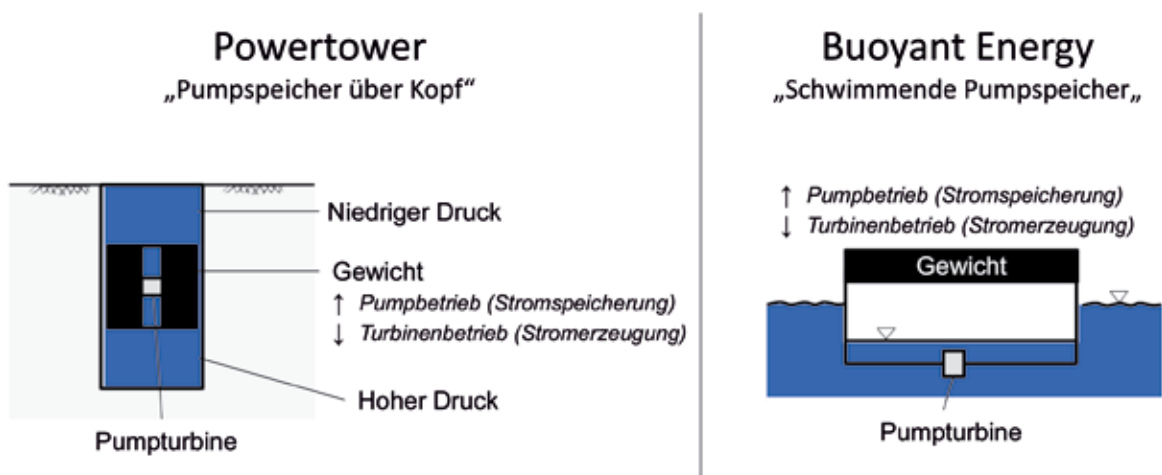 Powertower
„Pumpspeicher über Kopf“
Niedriger Druck
Gewicht
↑ Pumpbetrieb (Stromspeicherung)
↓ Turbinenbetrieb (Stromerzeugung)
Hoher Druck
Pumpturbine
Buoyant Energy
„Schwimmende Pumpspeicher„
↑ Pumpbetrieb (Stromspeicherung)
↓ Turbinenbetrieb (Stromerzeugung)
Gewicht
Pumpturbine